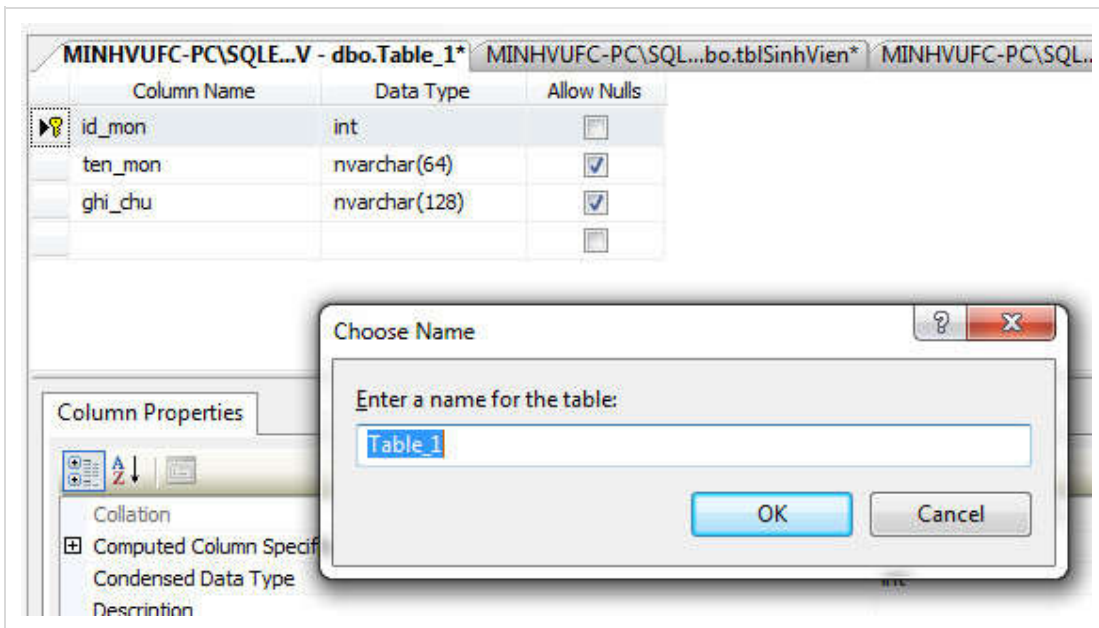 MINHVUFC-PC\SQLE...V - dbo.Table_1* MINHVUFC-PC\SQL...bo.tblSinhVien* MINHVUFC-PC\SQL..
Column Name Data Type Allow Nulls
id_mon int
ten_mon nvarchar(64)
ghi_chu nvarchar(128)
Choose Name
Enter a name for the table:
Table_1
OK Cancel
Column Properties
Collation
Computed Column Specif
Condensed Data Type int
Description